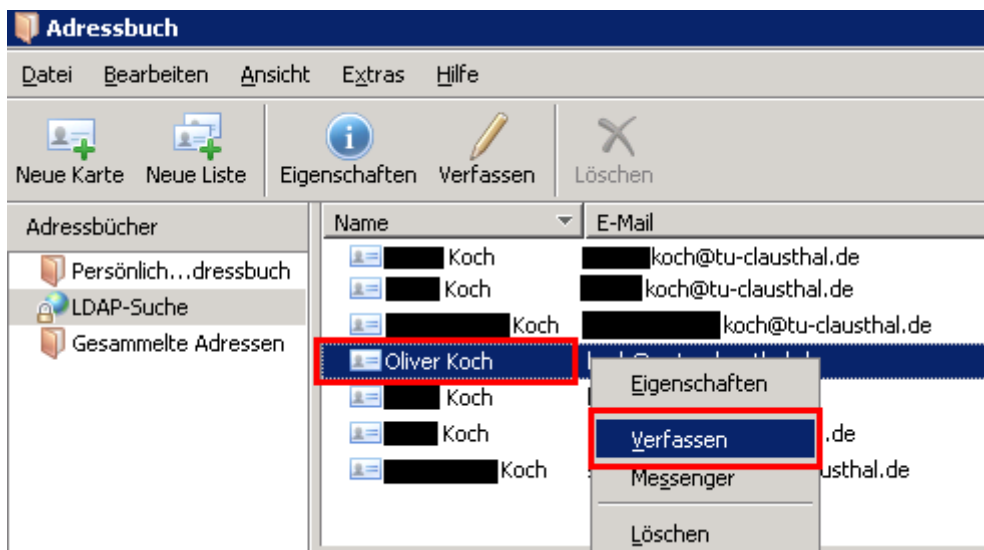 Adressbuch
Datei Bearbeiten Ansicht Extras Hilfe
Neue Karte Neue Liste Eigenschaften Verfassen Löschen
Adressbücher
Persönlich...dressbuch
LDAP-Suche
Gesammelte Adressen
Name E-Mail
Koch koch@tu-clausthal.de
Koch koch@tu-clausthal.de
Koch koch@tu-clausthal.de
Oliver Koch
Koch
Koch .de
Koch usthal.de
Eigenschaften
Verfassen
Messenger
Löschen